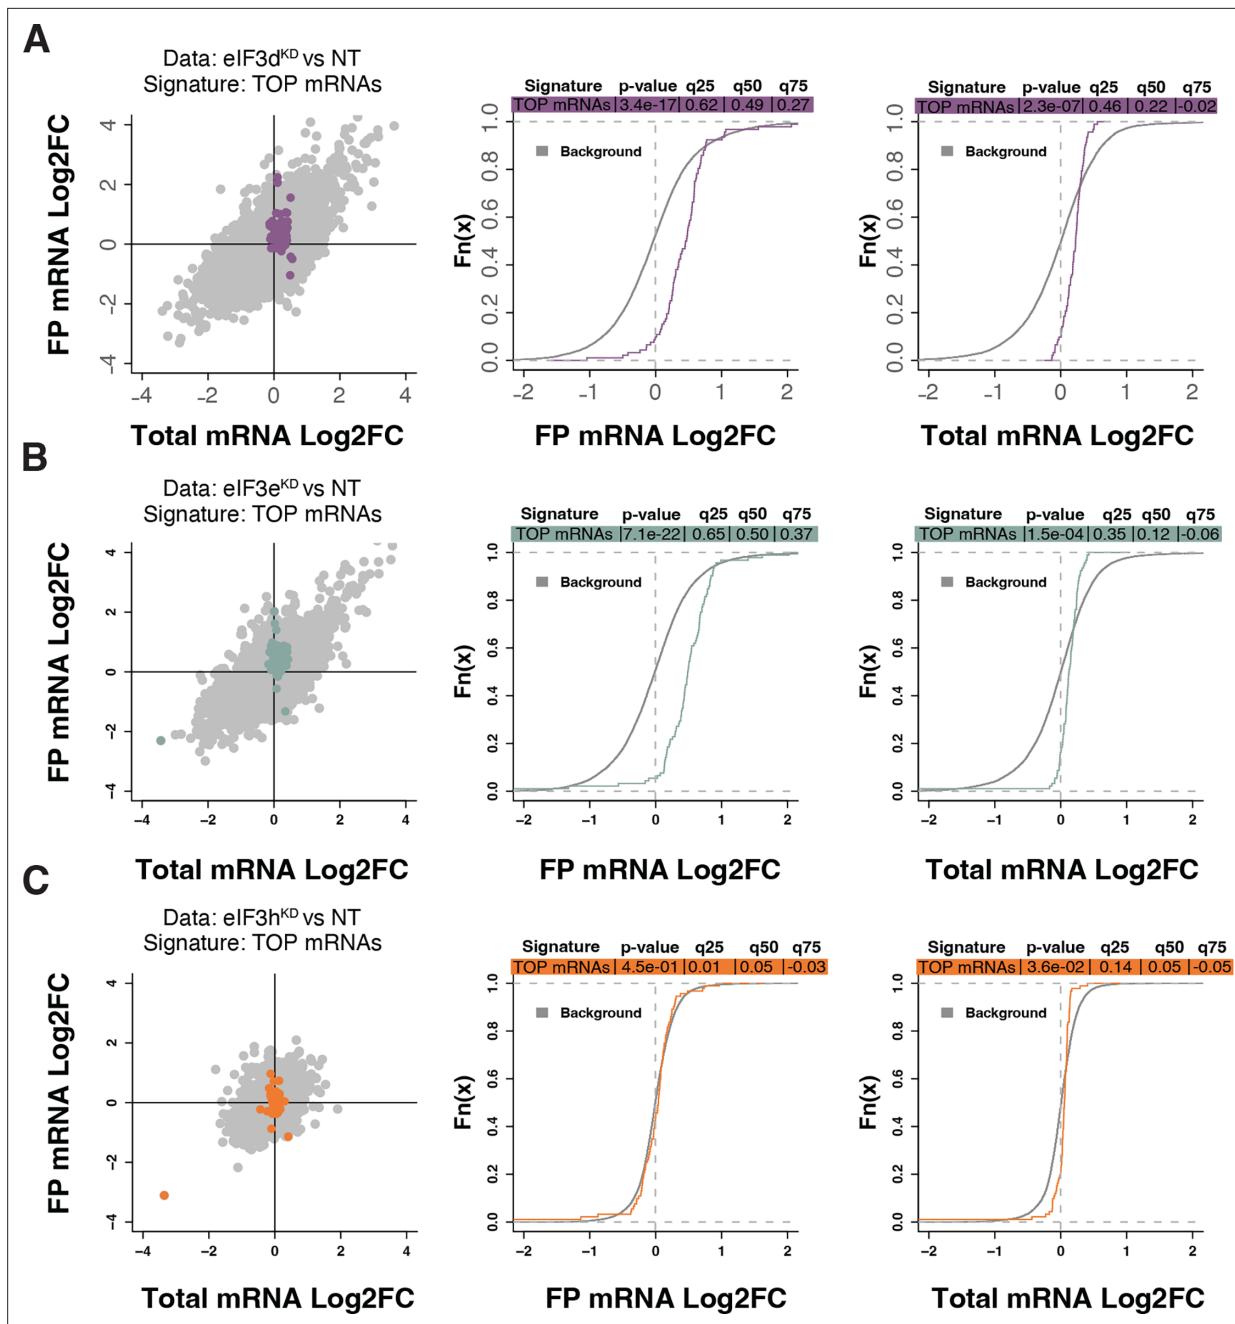 A
Data: eIF3dKD vs NT
Signature: TOP mRNAs
FP mRNA Log2FC
4
2
0
-2
-4
-4 -2 0 2 4
Total mRNA Log2FC
Signature p-value q25 q50 q75
TOP mRNAs 3.4e-17 0.62 0.49 0.27
Background
Fn(x)
1.0
0.8
0.6
0.4
0.2
0.0
-2 -1 0 1 2
FP mRNA Log2FC
Signature p-value q25 q50 q75
TOP mRNAs 2.3e-07 0.46 0.22 -0.02
Background
Fn(x)
1.0
0.8
0.6
0.4
0.2
0.0
-2 -1 0 1 2
Total mRNA Log2FC
B
Data: eIF3eKD vs NT
Signature: TOP mRNAs
FP mRNA Log2FC
4
2
0
-2
-4
-4 -2 0 2 4
Total mRNA Log2FC
Signature p-value q25 q50 q75
TOP mRNAs 7.1e-22 0.65 0.50 0.37
Background
Fn(x)
1.0
0.8
0.6
0.4
0.2
0.0
-2 -1 0 1 2
FP mRNA Log2FC
Signature p-value q25 q50 q75
TOP mRNAs 1.5e-04 0.35 0.12 -0.06
Background
Fn(x)
1.0
0.8
0.6
0.4
0.2
0.0
-2 -1 0 1 2
Total mRNA Log2FC
C
Data: eIF3hKD vs NT
Signature: TOP mRNAs
FP mRNA Log2FC
4
2
0
-2
-4
-4 -2 0 2 4
Total mRNA Log2FC
Signature p-value q25 q50 q75
TOP mRNAs 4.5e-01 0.01 0.05 -0.03
Background
Fn(x)
1.0
0.8
0.6
0.4
0.2
0.0
-2 -1 0 1 2
FP mRNA Log2FC
Signature p-value q25 q50 q75
TOP mRNAs 3.6e-02 0.14 0.05 -0.05
Background
Fn(x)
1.0
0.8
0.6
0.4
0.2
0.0
-2 -1 0 1 2
Total mRNA Log2FC